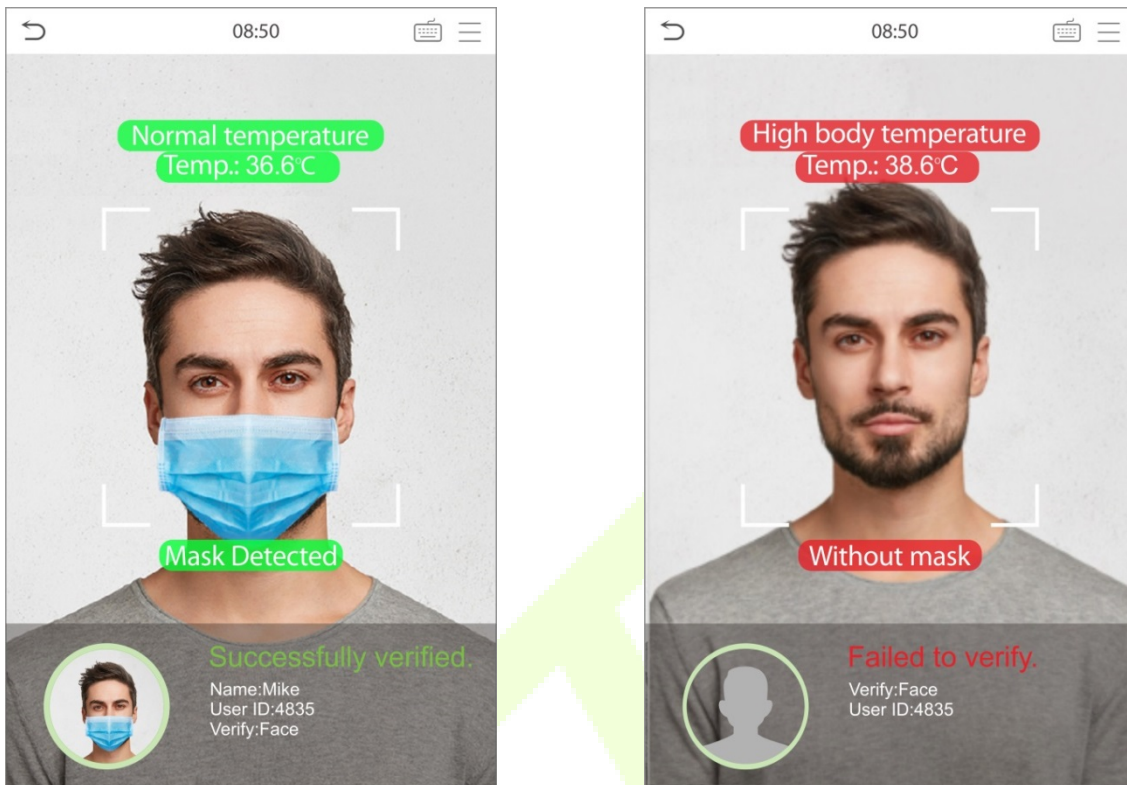 08:50
Normal temperature
Temp.: 36.6°C
Mask Detected
Successfully verified.
Name:Mike
User ID:4835
Verify:Face
08:50
High body temperature
Temp.: 38.6°C
Without mask
Failed to verify.
Verify:Face
User ID:4835